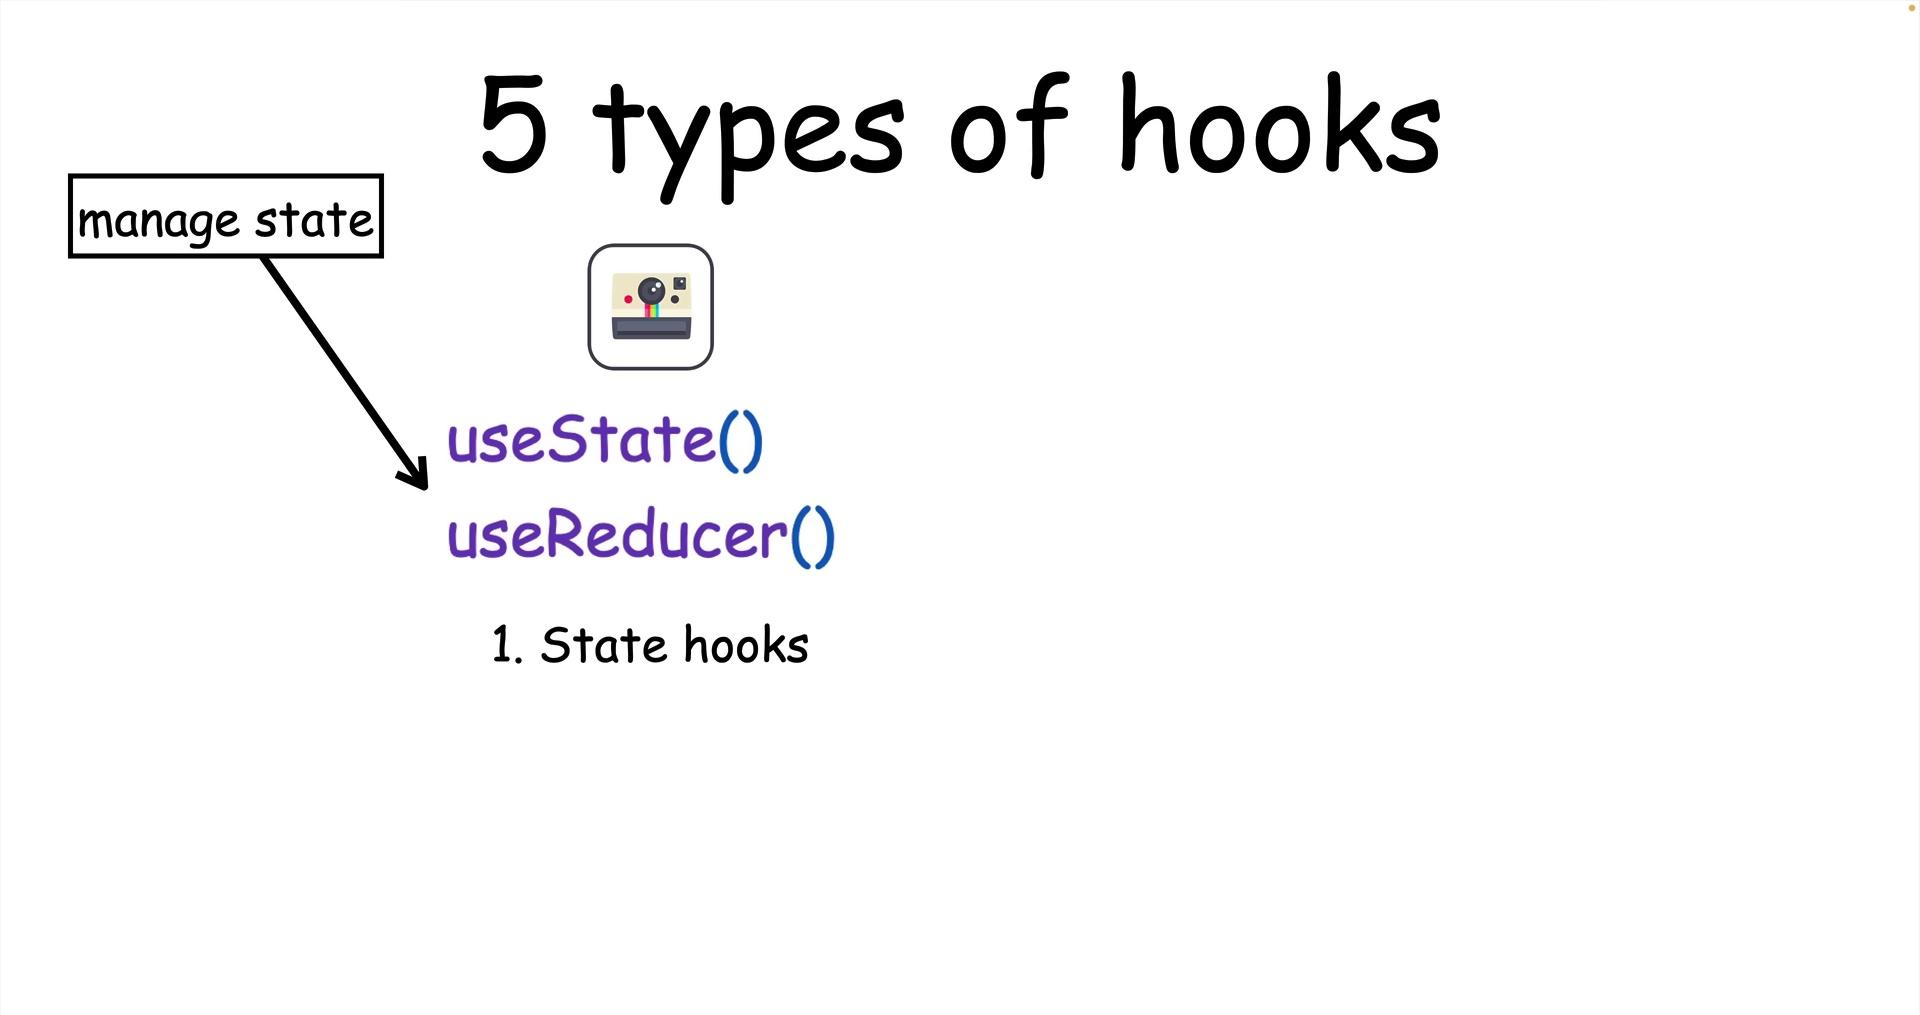 5 types of hooks
manage state
useState()
useReducer()
1. State hooks